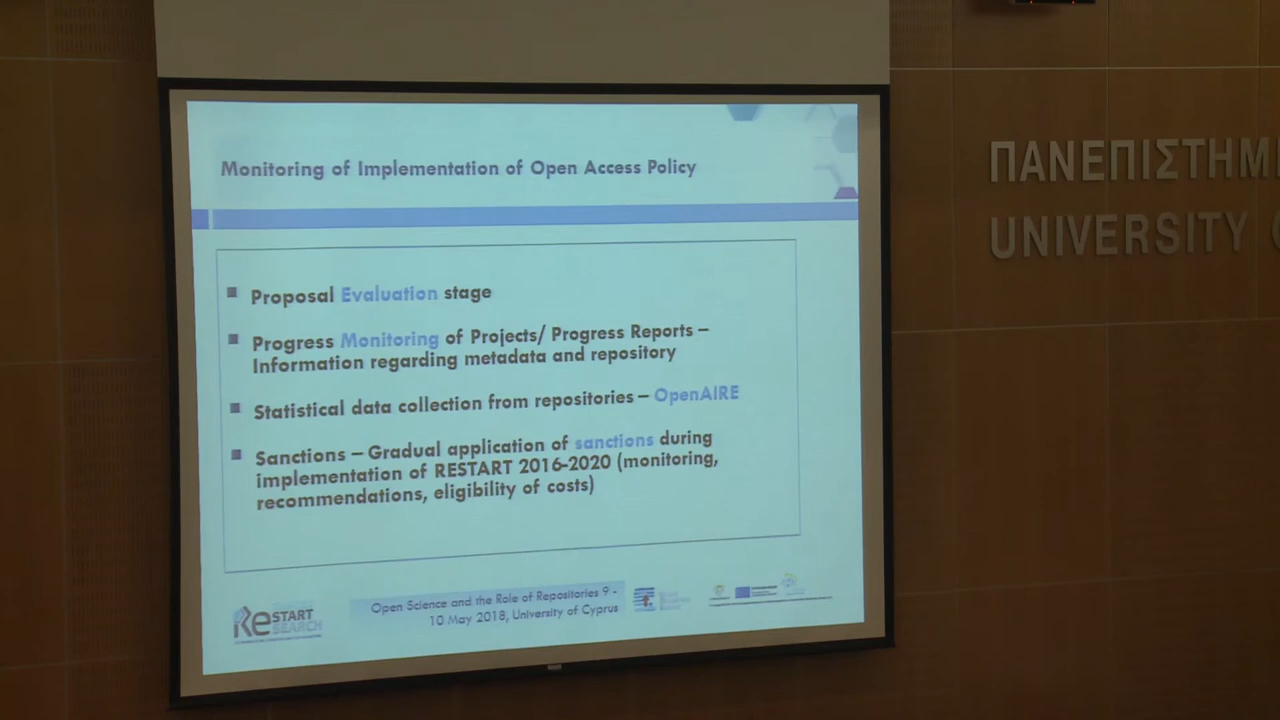 Monitoring of Implementation of Open Access Policy
Proposal Evaluation stage
Progress Monitoring of Projects/ Progress Reports –
Information regarding metadata and repository
Statistical data collection from repositories – OpenAIRE
Sanctions – Gradual application of sanctions during
implementation of RESTART 2016-2020 (monitoring,
recommendations, eligibility of costs)
ReSTART
SEARCH
Open Science and the Role of Repositories 9 -
10 May 2018, University of Cyprus
ΠΑΝΕΠΙΣΤΗΜ
UNIVERSITY